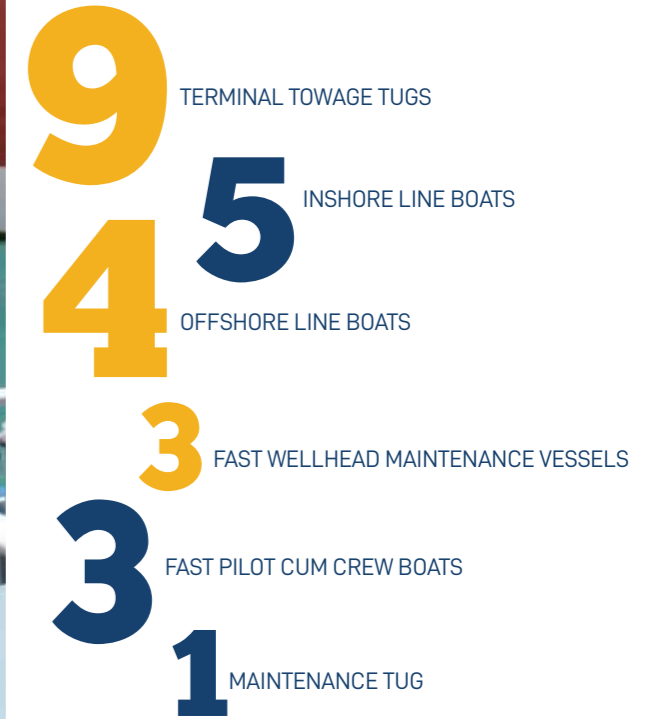 9
TERMINAL TOWAGE TUGS
5
INSHORE LINE BOATS
4
OFFSHORE LINE BOATS
3
FAST WELLHEAD MAINTENANCE VESSELS
3
FAST PILOT CUM CREW BOATS
1
MAINTENANCE TUG